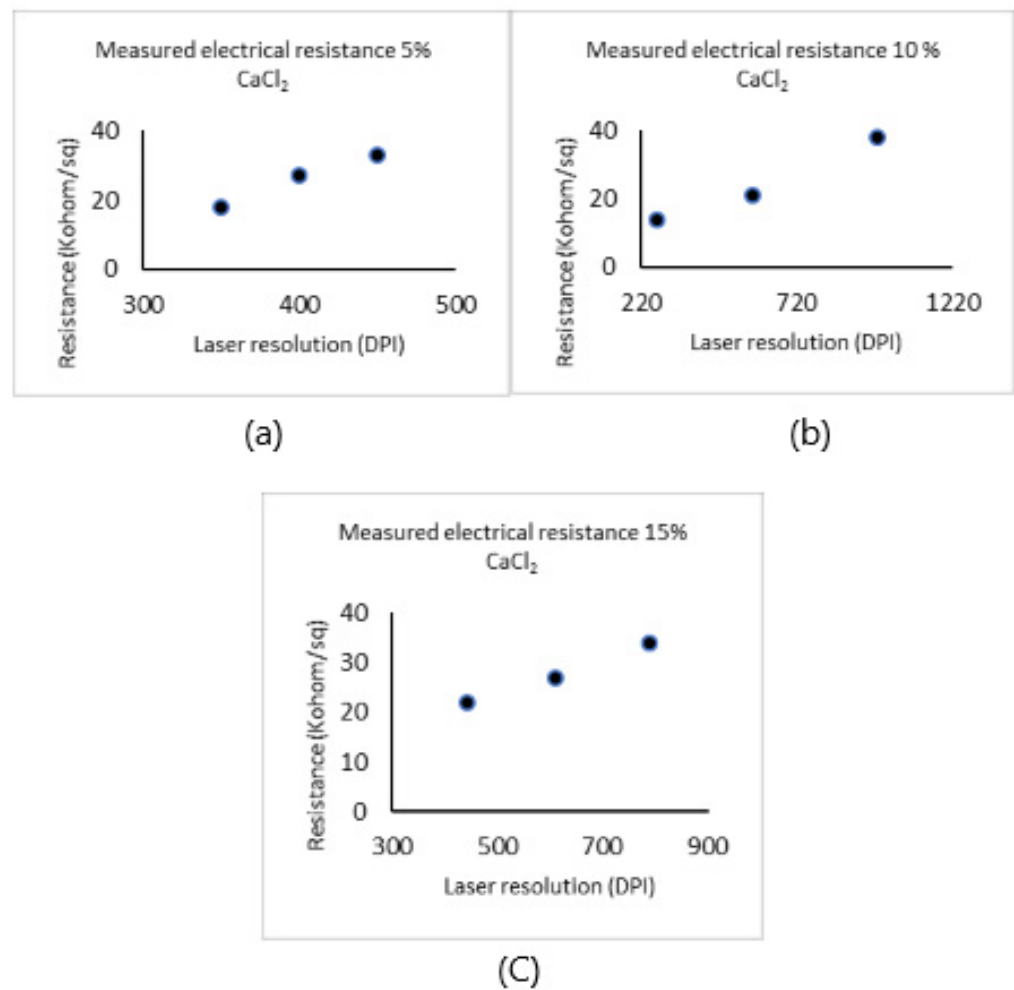 Measured electrical resistance 5%
CaCl₂
Resistance (Kohom/sq)
40
20
0
300 400 500
Laser resolution (DPI)
(a)
Measured electrical resistance 10 %
CaCl₂
Resistance (Kohom/sq)
40
20
0
220 720 1220
Laser resolution (DPI)
(b)
Measured electrical resistance 15%
CaCl₂
Resistance (Kohom/sq)
40
30
20
10
0
300 500 700 900
Laser resolution (DPI)
(C)